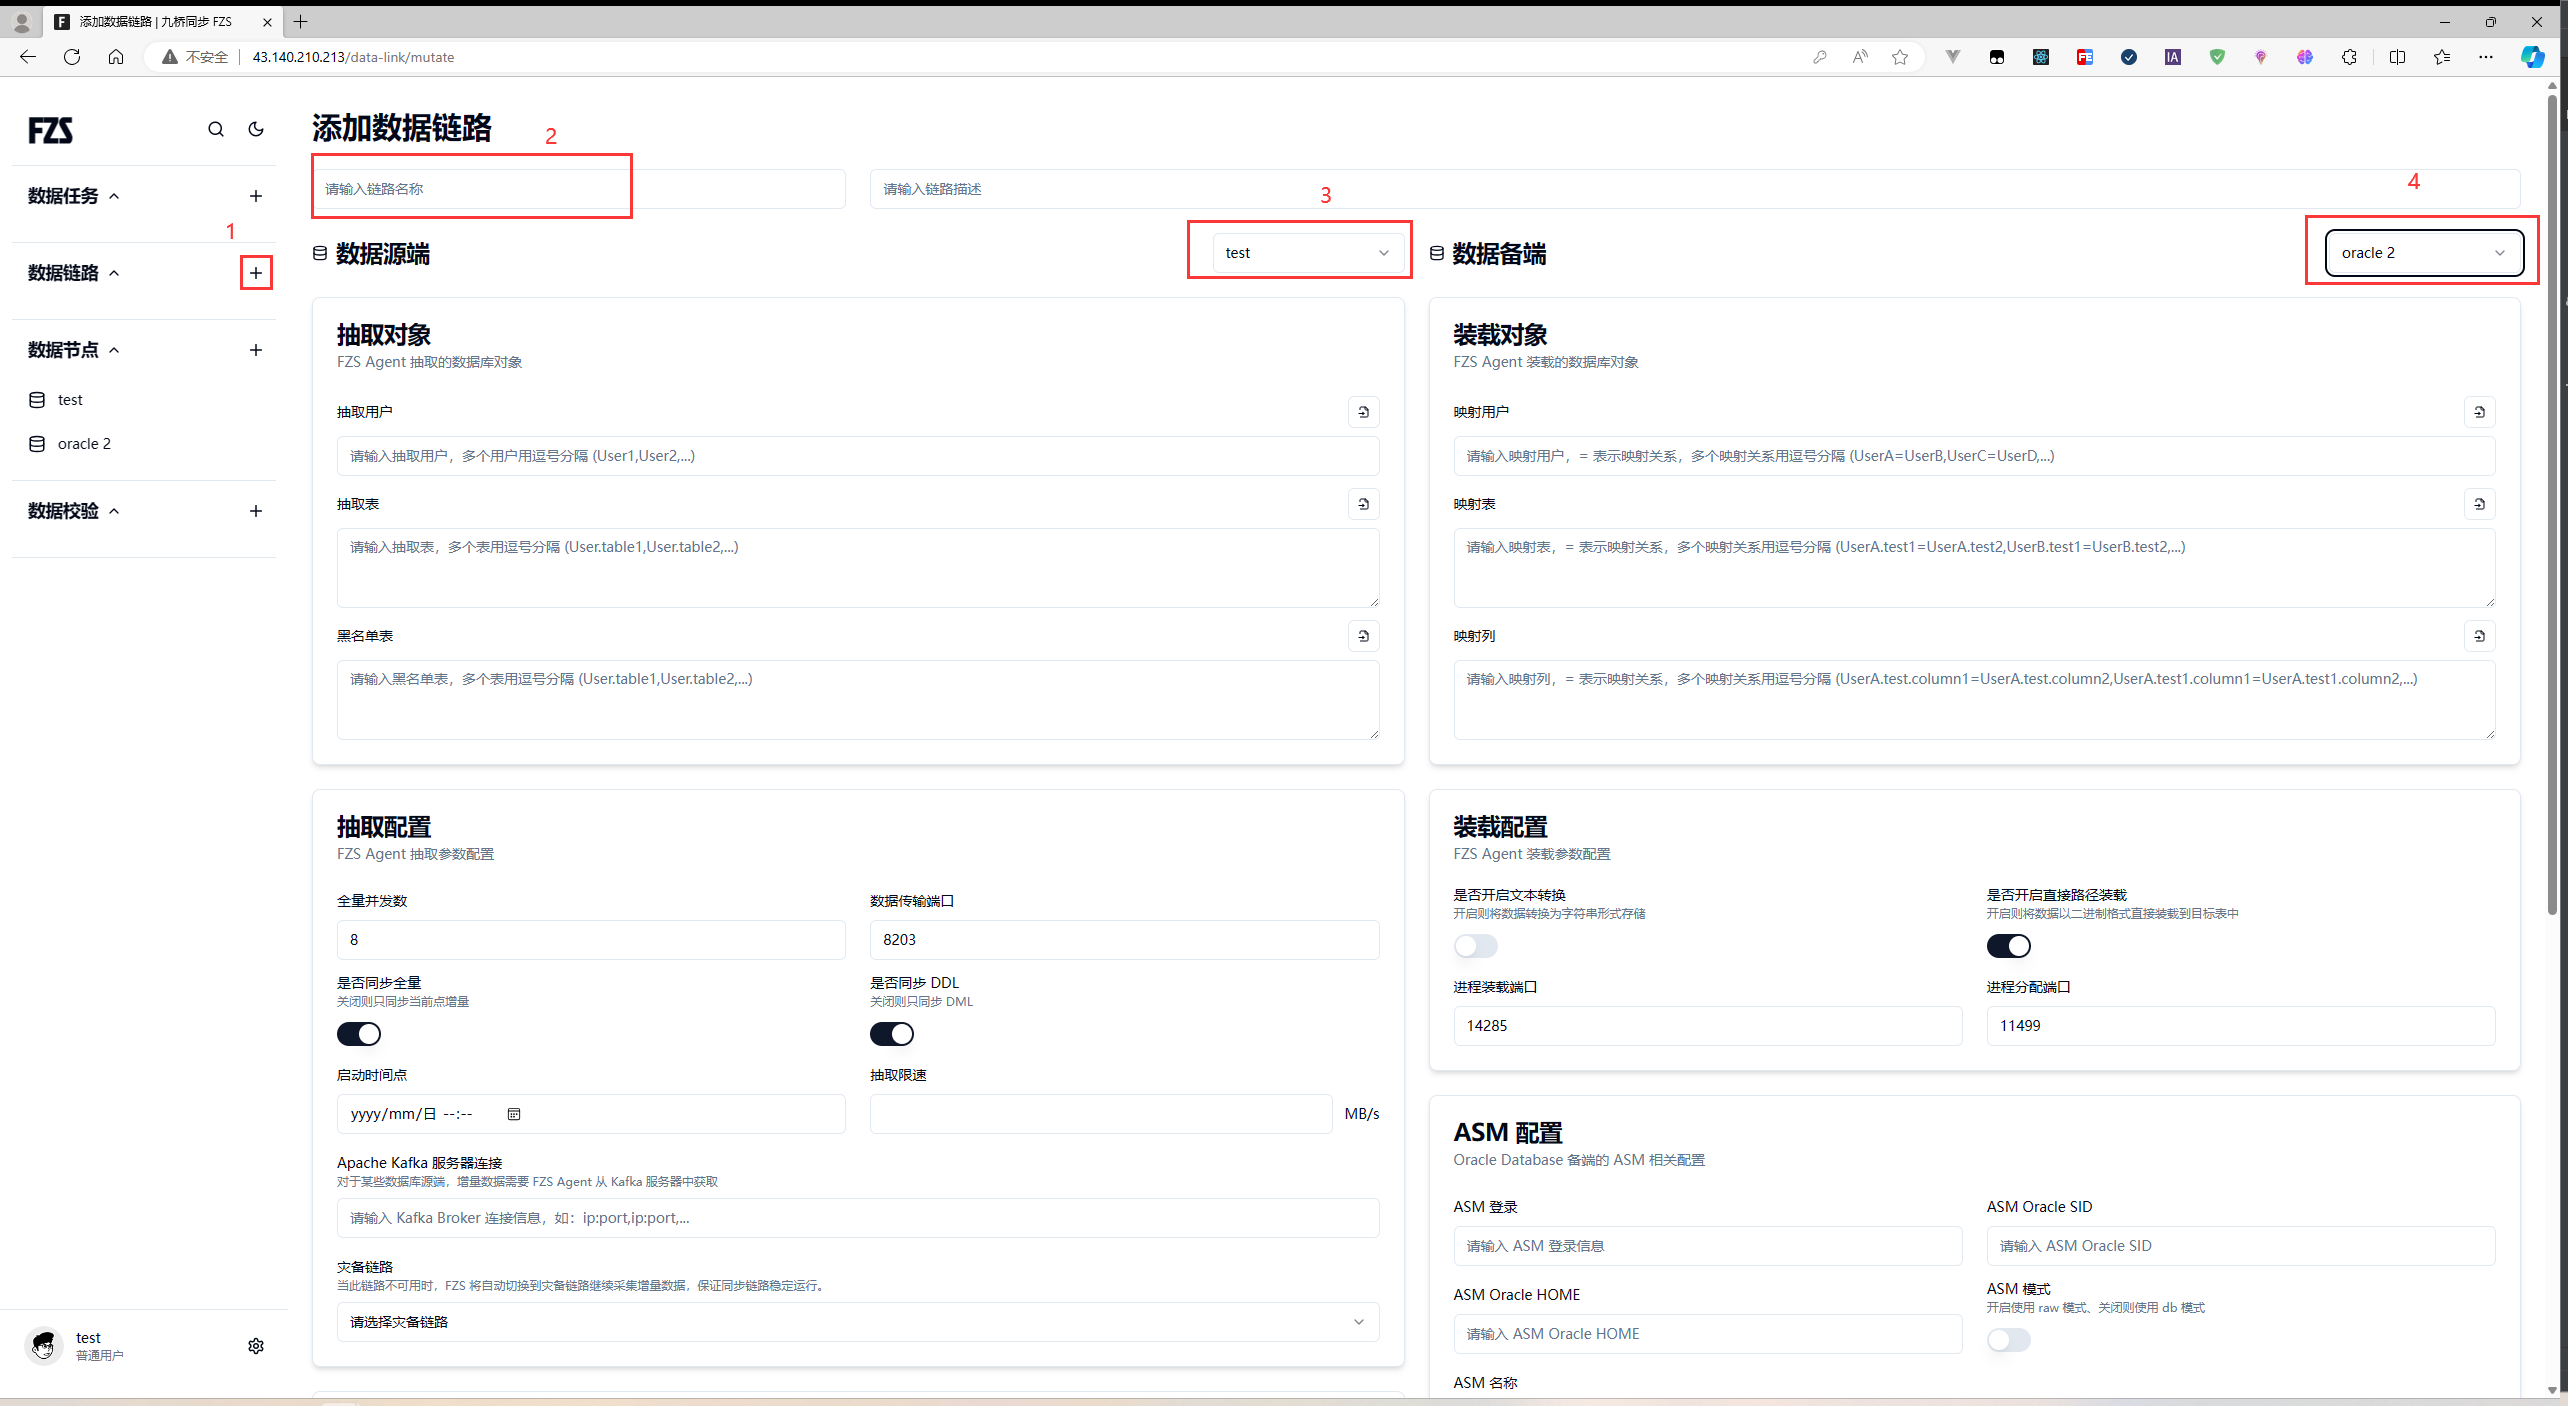 添加数据链路 | 九桥同步 FZS
不安全 43.140.210.213/data-link/mutate
FZS
数据任务
1
数据链路
数据节点
test
oracle 2
数据校验
test
普通用户
添加数据链路
2
请输入链路名称
请输入链路描述
3
4
数据源端
test
数据备端
oracle 2
抽取对象
FZS Agent 抽取的数据库对象
抽取用户
请输入抽取用户，多个用户用逗号分隔 (User1,User2,...)
抽取表
请输入抽取表，多个表用逗号分隔 (User.table1,User.table2,...)
黑名单表
请输入黑名单表，多个表用逗号分隔 (User.table1,User.table2,...)
装载对象
FZS Agent 装载的数据库对象
映射用户
请输入映射用户，= 表示映射关系，多个映射关系用逗号分隔 (UserA=UserB,UserC=UserD,...)
映射表
请输入映射表，= 表示映射关系，多个映射关系用逗号分隔 (UserA.test1=UserA.test2,UserB.test1=UserB.test2,...)
映射列
请输入映射列，= 表示映射关系，多个映射关系用逗号分隔 (UserA.test.column1=UserA.test.column2,UserA.test1.column1=UserA.test1.column2,...)
抽取配置
FZS Agent 抽取参数配置
全量并发数
数据传输端口
8
8203
是否同步全量
关闭则只同步当前点增量
是否同步 DDL
关闭则只同步 DML
启动时间点
抽取限速
yyyy/mm/日 --:--
MB/s
Apache Kafka 服务器连接
对于某些数据库源端，增量数据需要 FZS Agent 从 Kafka 服务器中获取
请输入 Kafka Broker 连接信息，如：ip:port,ip:port,...
灾备链路
当此链路不可用时，FZS 将自动切换到灾备链路继续采集增量数据，保证同步链路稳定运行。
请选择灾备链路
装载配置
FZS Agent 装载参数配置
是否开启文本转换
开启则将数据转换为字符串形式存储
是否开启直接路径装载
开启则将数据以二进制格式直接装载到目标表中
进程装载端口
进程分配端口
14285
11499
ASM 配置
Oracle Database 备端的 ASM 相关配置
ASM 登录
ASM Oracle SID
请输入 ASM 登录信息
请输入 ASM Oracle SID
ASM Oracle HOME
ASM 模式
开启使用 raw 模式、关闭则使用 db 模式
请输入 ASM Oracle HOME
ASM 名称